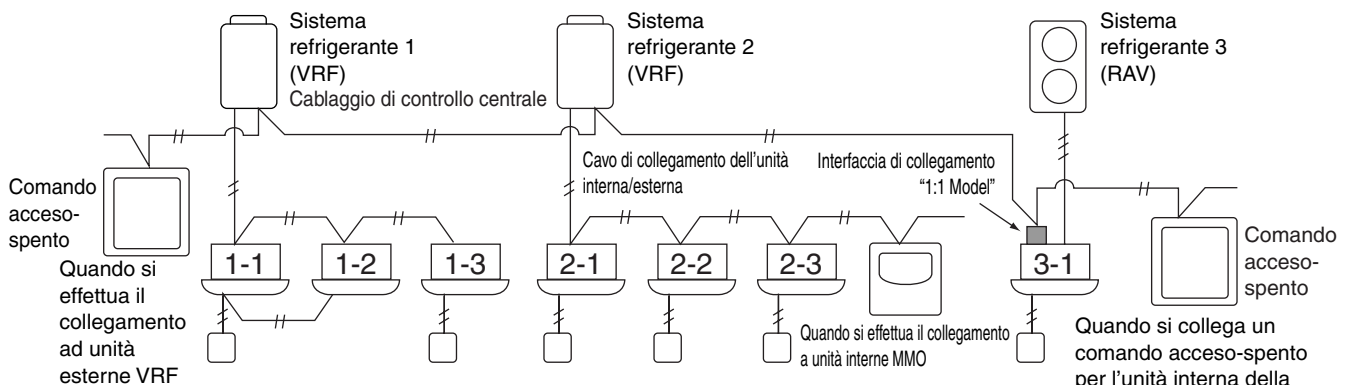 Sistema
refrigerante 1
(VRF)
Cablaggio di controllo centrale
Sistema
refrigerante 2
(VRF)
Sistema
refrigerante 3
(RAV)
Comando
acceso-
spento
Quando si
effettua il
collegamento
ad unità
esterne VRF
Cavo di collegamento dell'unità
interna/esterna
Interfaccia di collegamento
“1:1 Model”
1-1
1-2
1-3
2-1
2-2
2-3
3-1
Quando si effettua il collegamento
a unità interne MMO
Comando
acceso-
spento
Quando si collega un
comando acceso-spento
per l'unità interna della